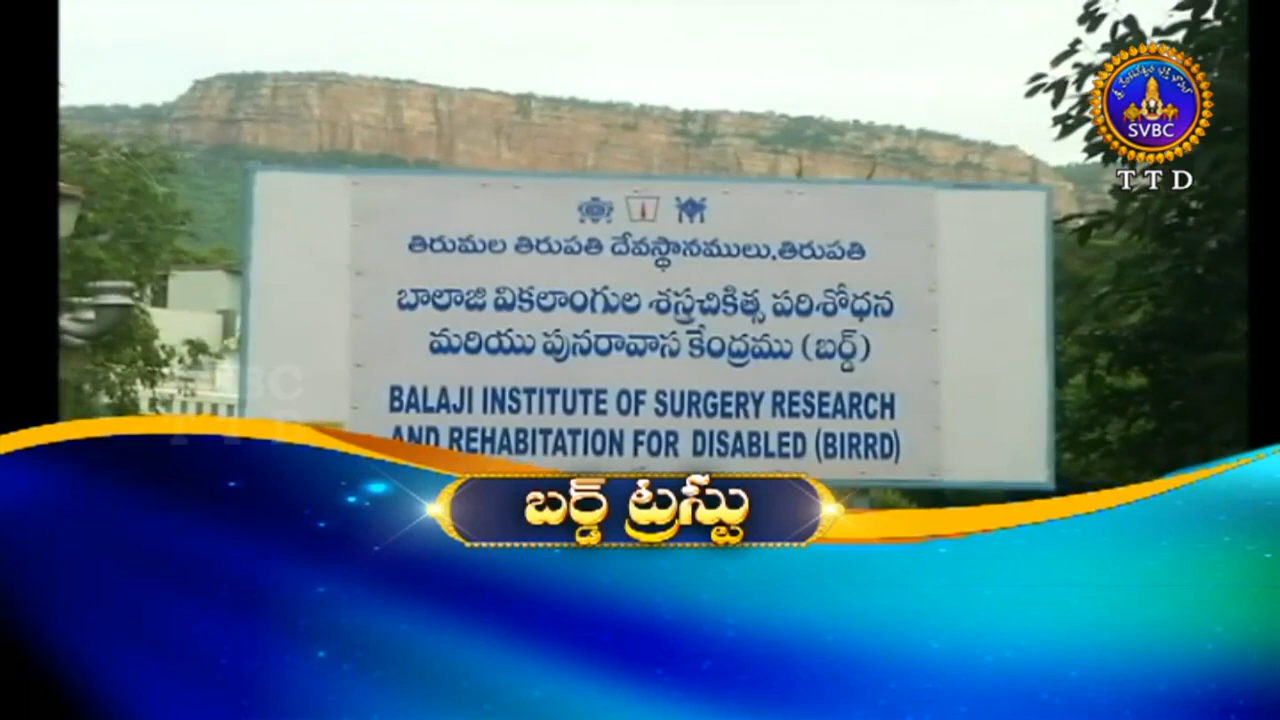 SVBC
TTD
తిరుమల తిరుపతి దేవస్థానములు,తిరుపతి
బాలాజి వికలాంగుల శస్త్రచికిత్స పరిశోధన
మరియు పునరావాస కేంద్రము (బర్డ్)
BALAJI INSTITUTE OF SURGERY RESEARCH
AND REHABITATION FOR DISABLED (BIRRD)
బర్డ్ ట్రస్టు